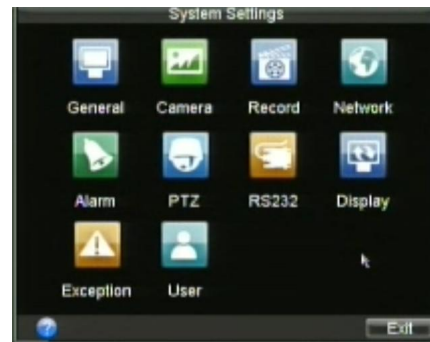 System Settings
General Camera Record Network
Alarm PTZ RS232 Display
Exception User
Exit